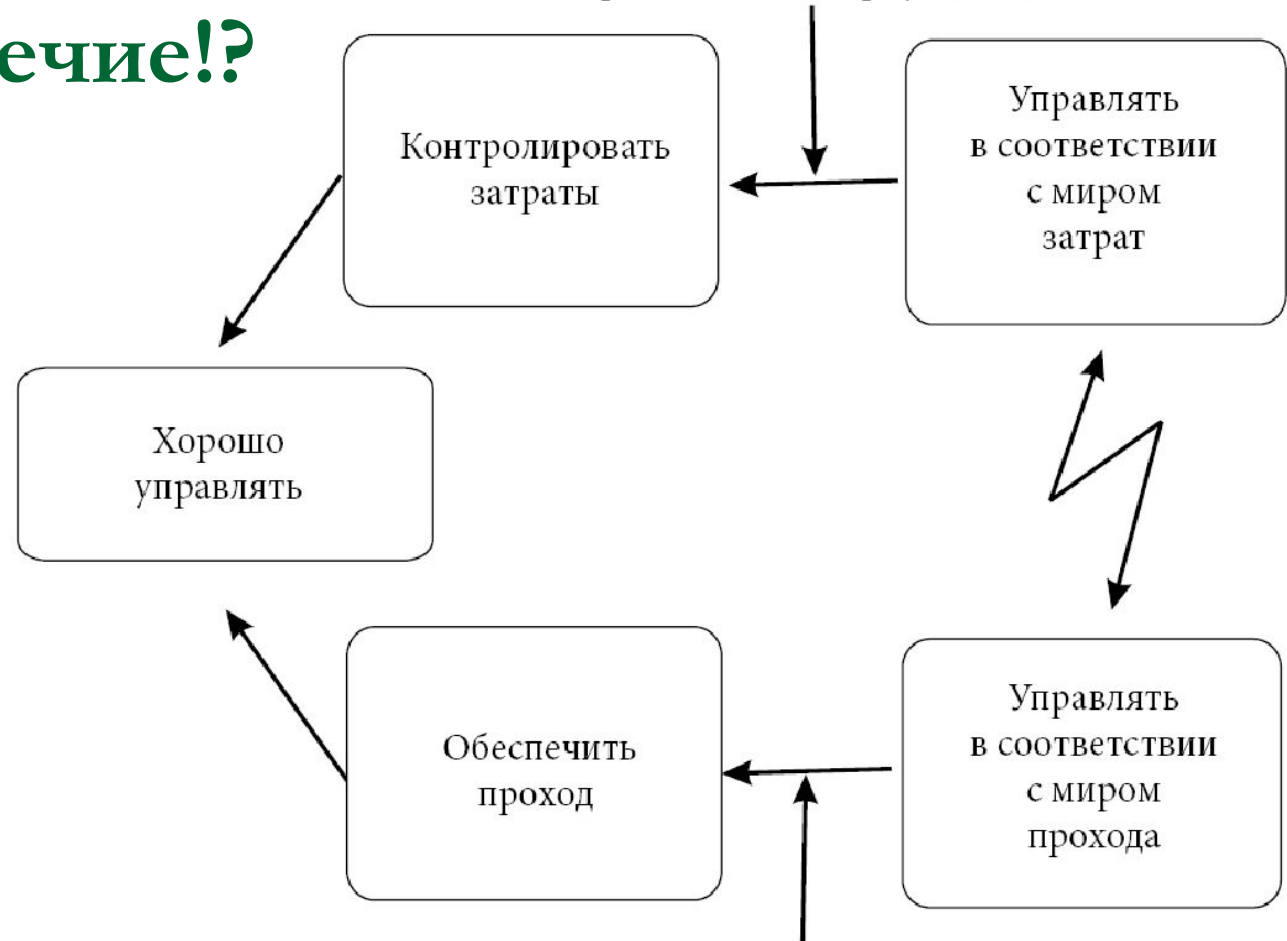 ечие!?
Контролировать
затраты
Управлять
в соответствии
с миром
затрат
Хорошо
управлять
Обеспечить
проход
Управлять
в соответствии
с миром
прохода